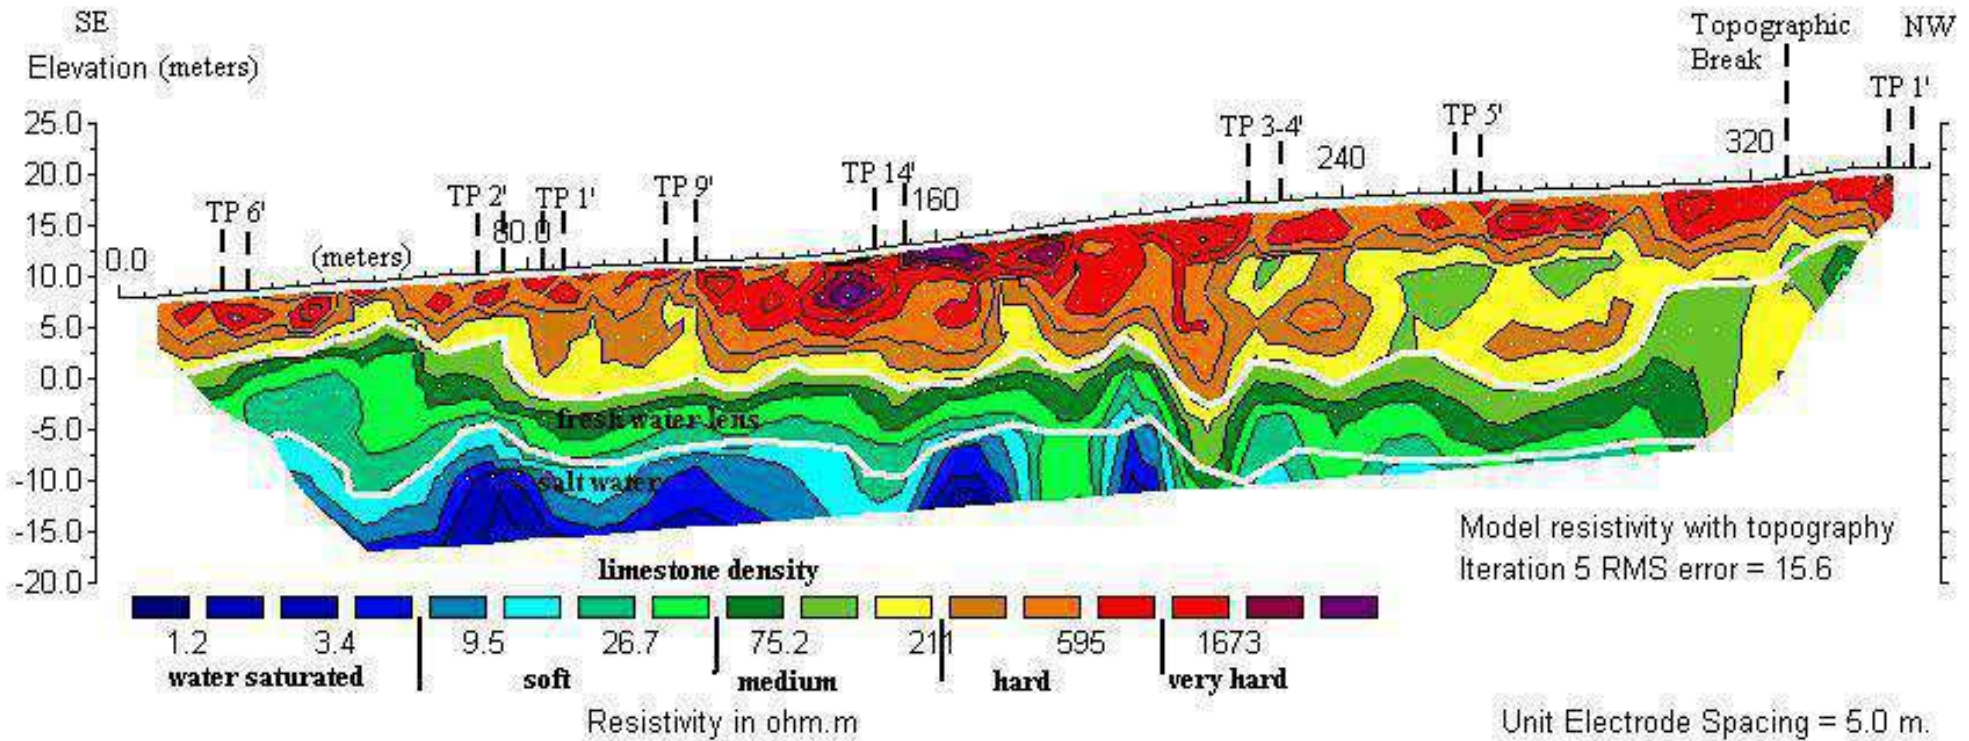 SE
Topographic
Break
NW
Elevation (meters)
TP 1'
25.0
20.0
15.0
10.0
5.0
0.0
-5.0
-10.0
-15.0
-20.0
TP 6'
TP 2'
TP 1'
TP 9'
TP 14'
TP 3-4'
TP 5'
0.0
(meters)
80.0
160
240
320
fresh water lens
salt water
Model resistivity with topography
Iteration 5 RMS error = 15.6
limestone density
1.2 3.4 9.5 26.7 75.2 211 595 1673
water saturated soft medium hard very hard
Resistivity in ohm.m
Unit Electrode Spacing = 5.0 m.